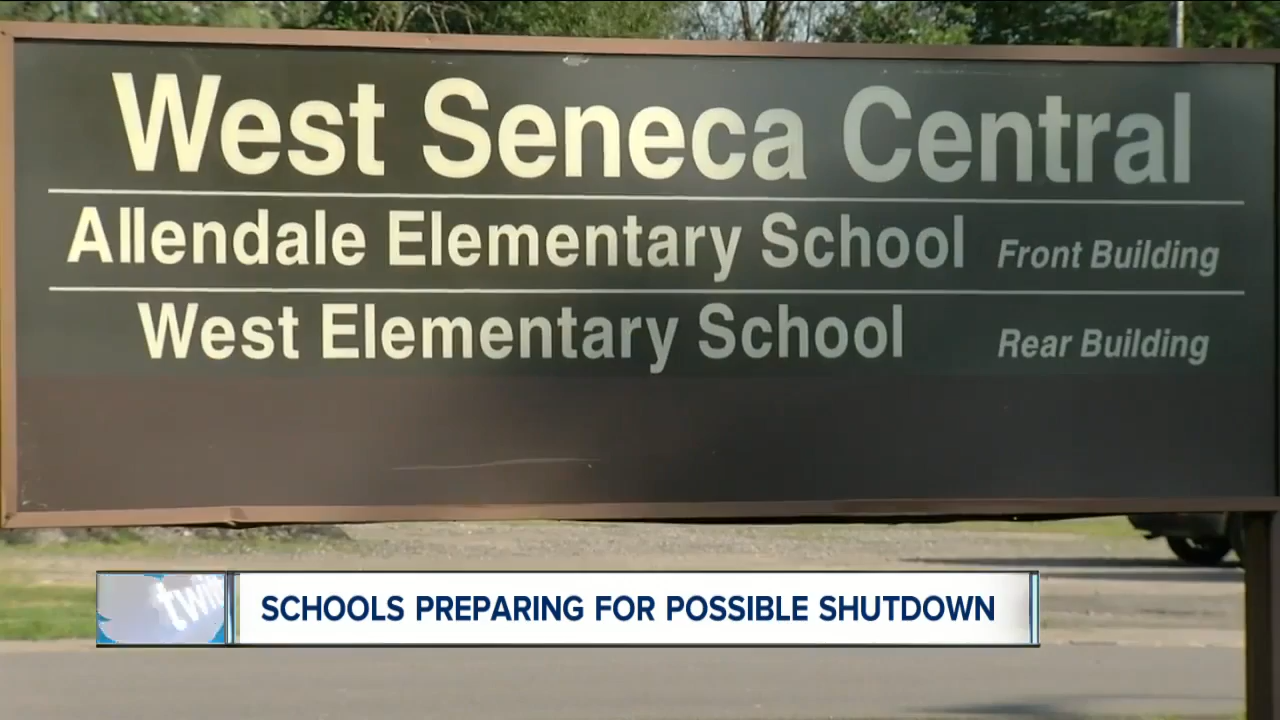 West Seneca Central
Allendale Elementary School Front Building
West Elementary School Rear Building
SCHOOLS PREPARING FOR POSSIBLE SHUTDOWN